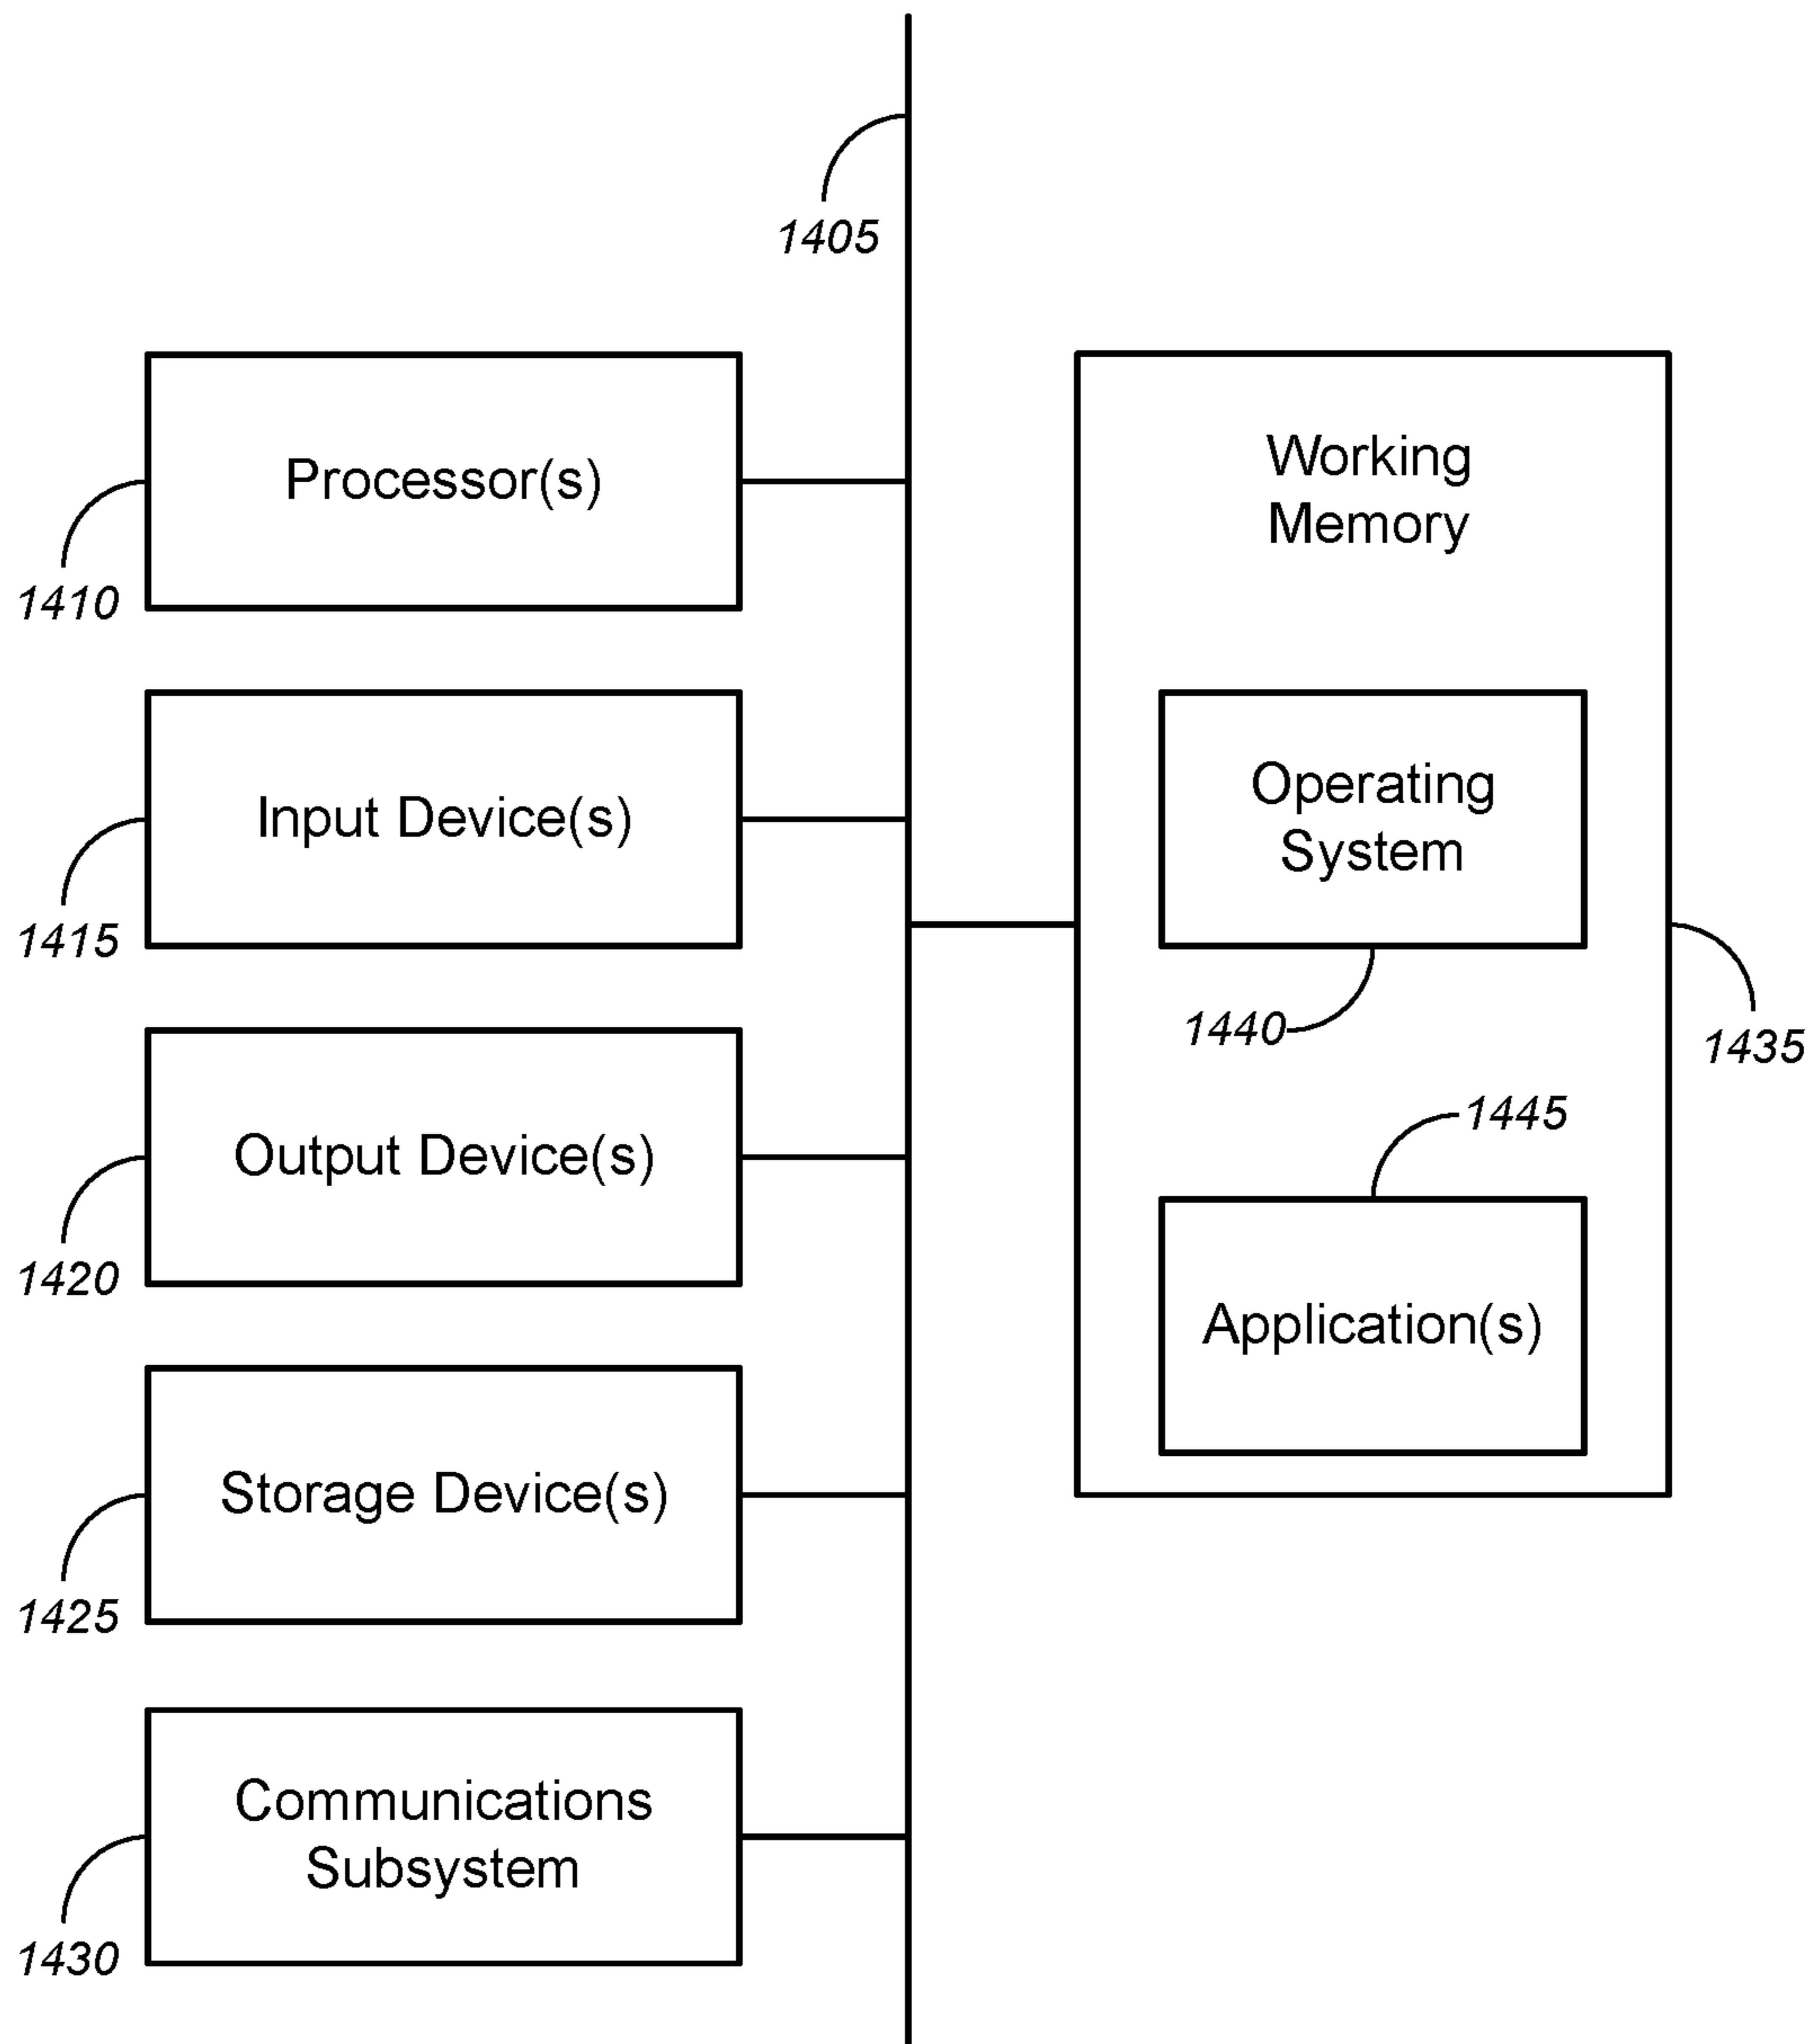 1405
Processor(s)
1410
Input Device(s)
1415
Output Device(s)
1420
Storage Device(s)
1425
Communications
Subsystem
1430
Working
Memory
Operating
System
1440
1435
1445
Application(s)